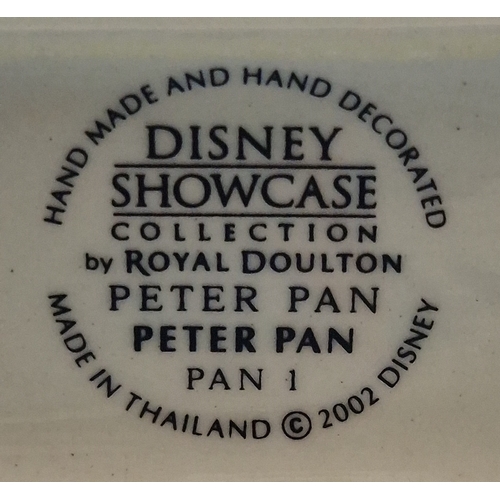 HAND MADE AND HAND DECORATED
DISNEY
SHOWCASE
COLLECTION
by ROYAL DOULTON
PETER PAN
PETER PAN
PAN 1
MADE IN THAILAND © 2002 DISNEY